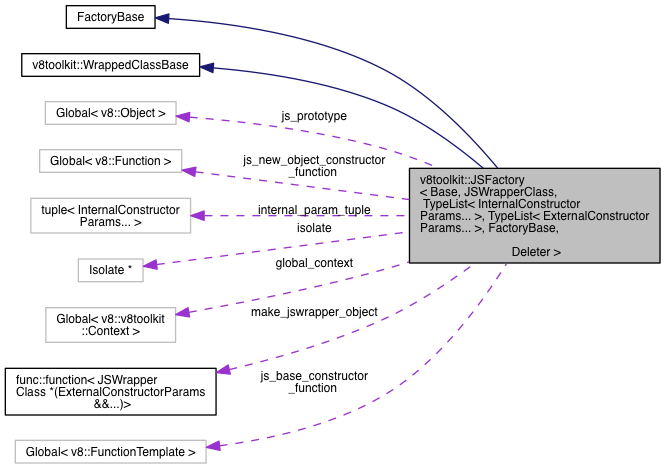 FactoryBase
v8toolkit::WrappedClassBase
Global< v8::Object >
js_prototype
Global< v8::Function >
js_new_object_constructor
_function
v8toolkit::JSFactory
< Base, JSWrapperClass,
TypeList< InternalConstructor
Params... >, TypeList< ExternalConstructor
Params... >, FactoryBase,
Deleter >
tuple< InternalConstructor
Params... >
internal_param_tuple
isolate
Isolate *
global_context
Global< v8::v8toolkit
::Context >
make_jswrapper_object
func::function< JSWrapper
Class *(ExternalConstructorParams
&&...)>
js_base_constructor
_function
Global< v8::FunctionTemplate >